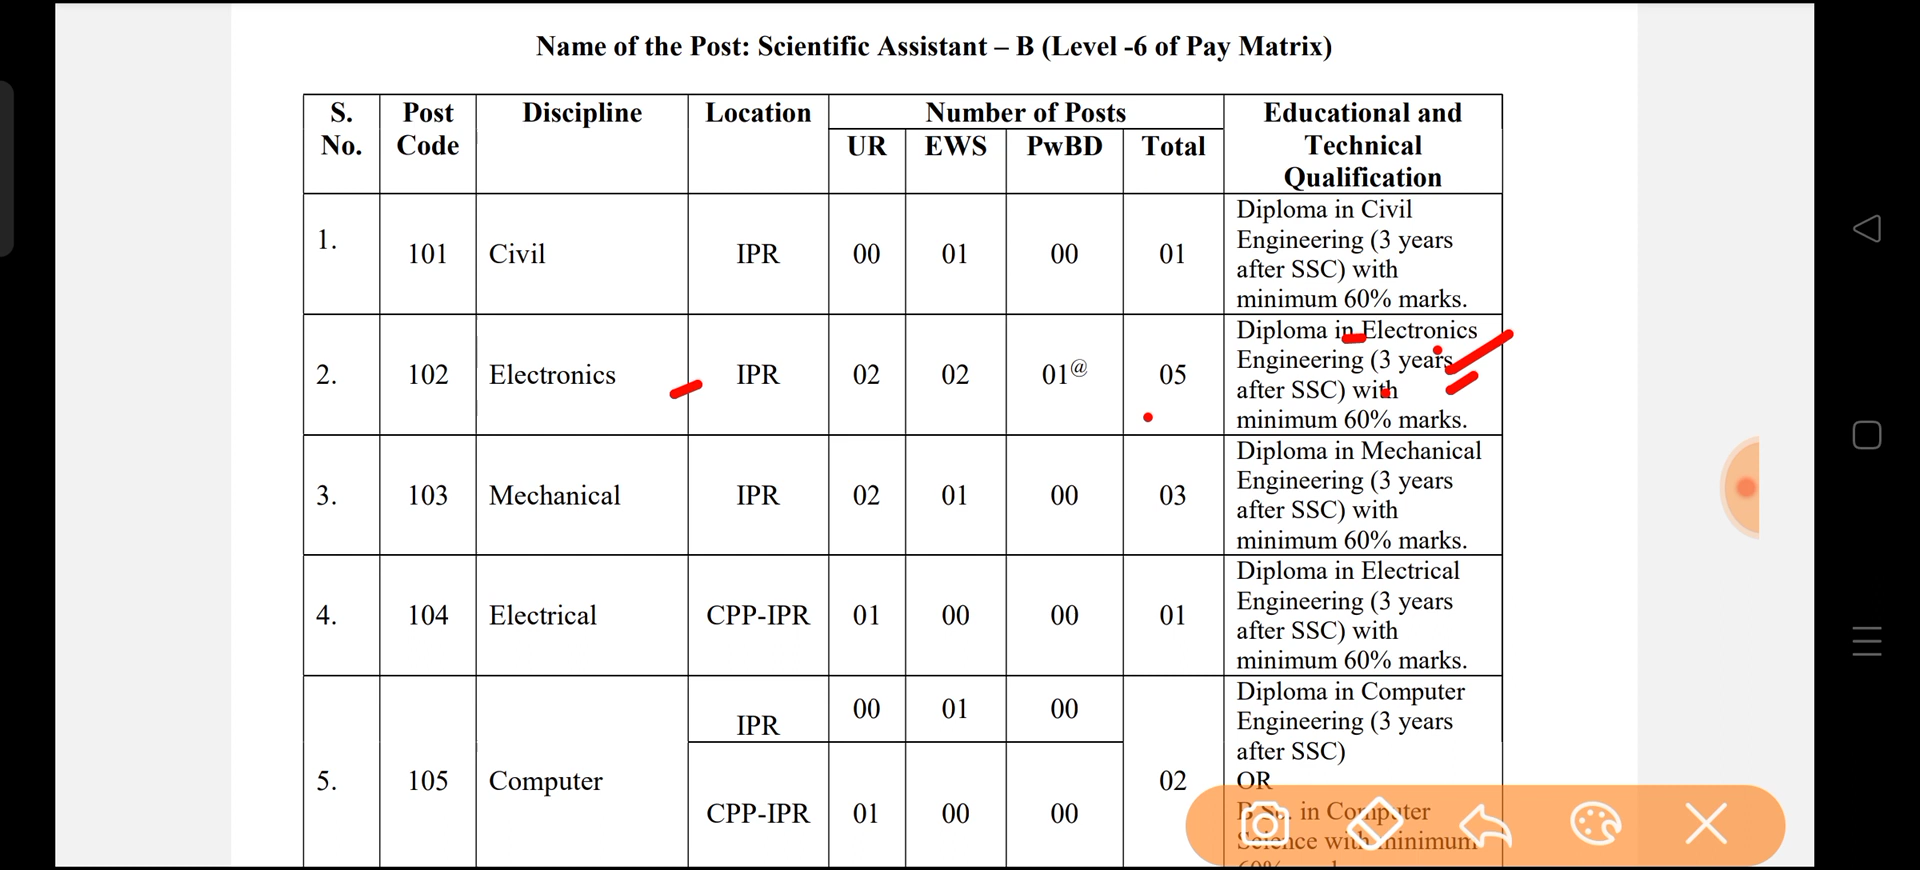 Name of the Post: Scientific Assistant – B (Level -6 of Pay Matrix)
S. No. Post Code Discipline Location Number of Posts Educational and Technical Qualification
UR EWS PwBD Total
1. 101 Civil IPR 00 01 00 01
Diploma in Civil
Engineering (3 years
after SSC) with
minimum 60% marks.
2. 102 Electronics IPR 02 02 01@ 05
Diploma in Electronics
Engineering (3 years
after SSC) with
minimum 60% marks.
3. 103 Mechanical IPR 02 01 00 03
Diploma in Mechanical
Engineering (3 years
after SSC) with
minimum 60% marks.
4. 104 Electrical CPP-IPR 01 00 00 01
Diploma in Electrical
Engineering (3 years
after SSC) with
minimum 60% marks.
5. 105 Computer
IPR 00 01 00
CPP-IPR 01 00 00
02
Diploma in Computer
Engineering (3 years
after SSC)
OR
B.Sc. in Computer
Science with minimum